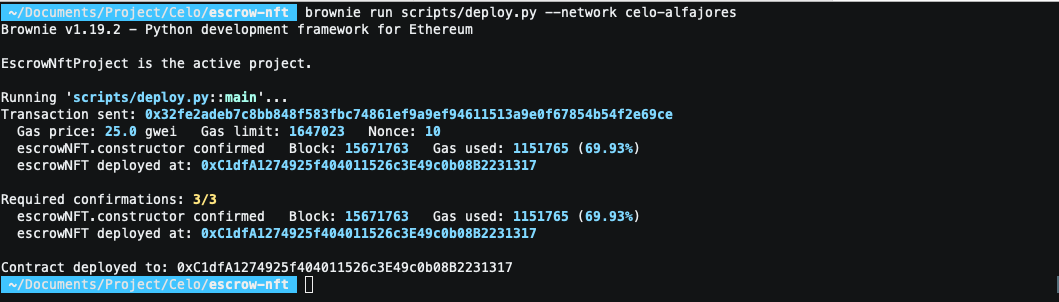 ~/Documents/Project/Celo/escrow-nft brownie run scripts/deploy.py --network celo-alfajores
Brownie v1.19.2 - Python development framework for Ethereum
EscrowNftProject is the active project.
Running 'scripts/deploy.py::main'...
Transaction sent: 0x32fe2adeb7c8bb848f583fbc74861ef9a9ef94611513a9e0f67854b54f2e69ce
Gas price: 25.0 gwei Gas limit: 1647023 Nonce: 10
escrowNFT.constructor confirmed Block: 15671763 Gas used: 1151765 (69.93%)
escrowNFT deployed at: 0xC1dfA1274925f404011526c3E49c0b08B2231317
Required confirmations: 3/3
escrowNFT.constructor confirmed Block: 15671763 Gas used: 1151765 (69.93%)
escrowNFT deployed at: 0xC1dfA1274925f404011526c3E49c0b08B2231317
Contract deployed to: 0xC1dfA1274925f404011526c3E49c0b08B2231317
~/Documents/Project/Celo/escrow-nft